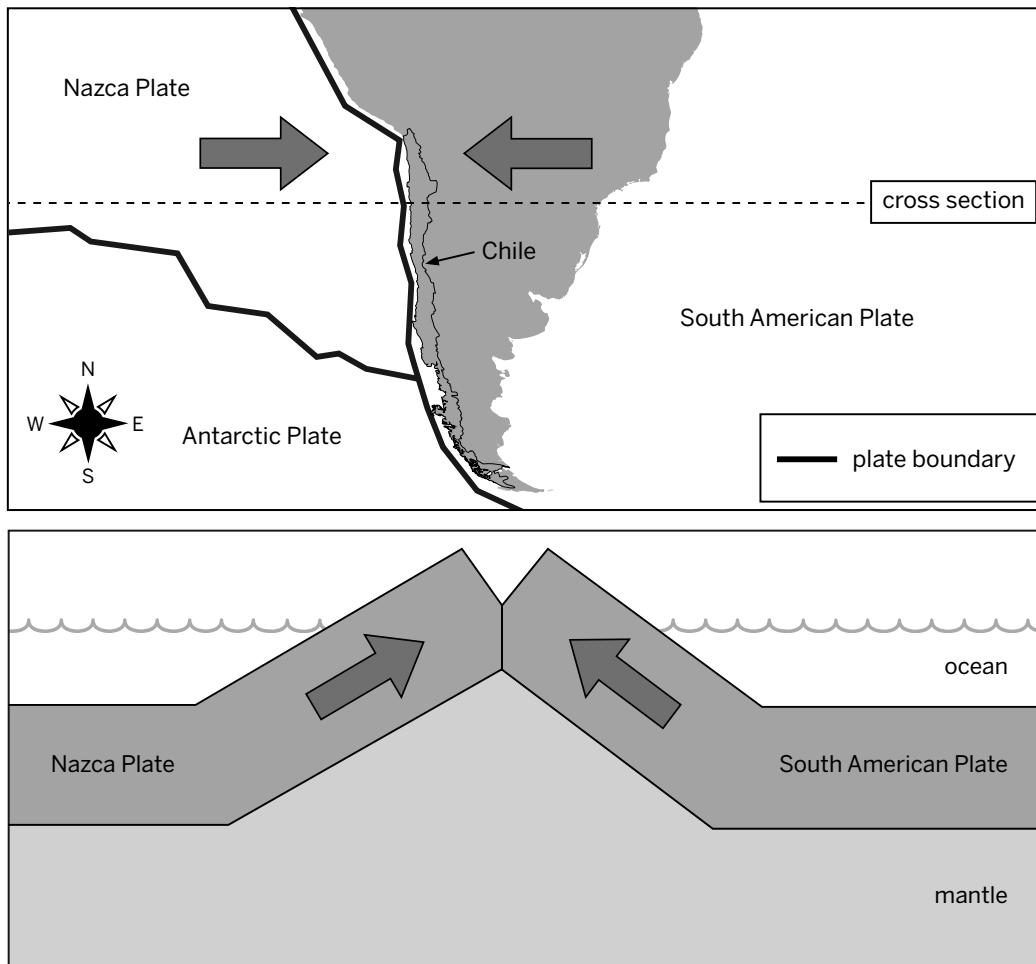 Nazca Plate
cross section
Chile
South American Plate
N
W E
S
Antarctic Plate
plate boundary
ocean
Nazca Plate
South American Plate
mantle